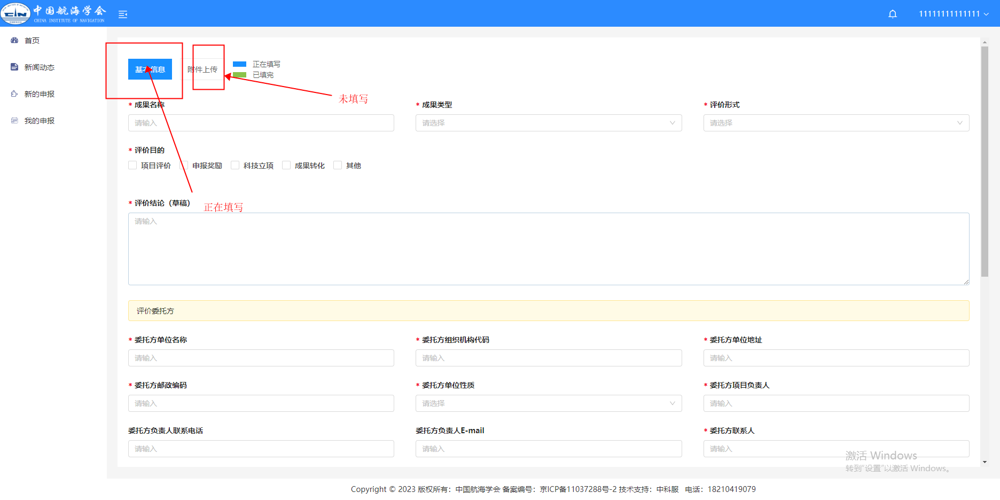 中国航海学会
CHINA INSTITUTE OF NAVIGATION
11111111111111
首页
新闻动态
新的申报
我的申报
基本信息
附件上传
正在填写
已填完
未填写
* 成果名称
* 成果类型
* 评价形式
请输入
请选择
请选择
* 评价目的
项目评价
申报奖励
科技立项
成果转化
其他
* 评价结论（草稿）
正在填写
请输入
评价委托方
* 委托方单位名称
* 委托方组织机构代码
* 委托方单位地址
请输入
请输入
请输入
* 委托方邮政编码
* 委托方单位性质
* 委托方项目负责人
请输入
请选择
请输入
委托方负责人联系电话
委托方负责人E-mail
* 委托方联系人
请输入
请输入
请输入
激活 Windows
转到"设置"以激活 Windows。
Copyright © 2023 版权所有：中国航海学会 备案编号：京ICP备11037288号-2 技术支持：中科服 电话：18210419079